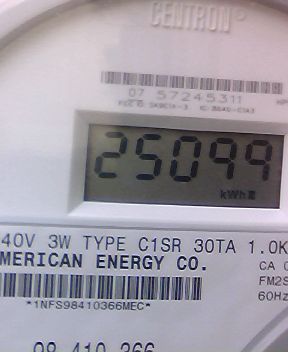 CENTRON®
07 57245311
25099
kWh
40V 3W TYPE C1SR 30TA 1.0K
MERICAN ENERGY CO.
CA 0
FM2S
60Hz
*1NFS98410366MEC*
98 410 366